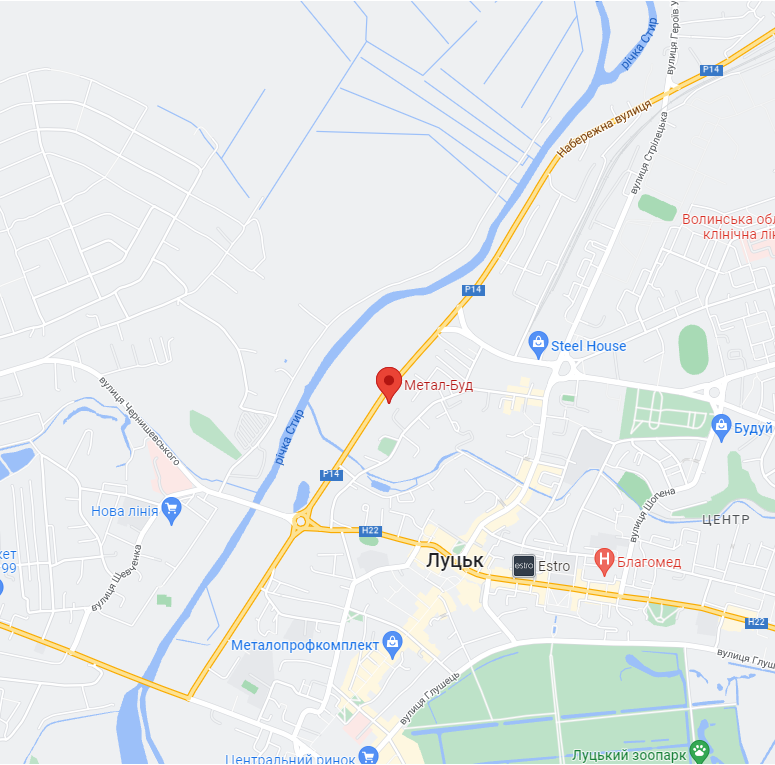 річка Стир
вулиця Героїв У
P14
Набережна вулиця
вулиця Стрілецька
Волинська обл
клінічна лік
P14
Steel House
Метал-Буд
вулиця Чернишевського
річка Стир
Будуй
P14
Нова лінія
вулиця Шопена
ЦЕНТР
H22
кет
99
Луцьк
estro
Estro
H
Благомед
вулиця Шевченка
H22
Металопрофкомплект
вулиця Глуш
вулиця Глушець
Центральний ринок
Луцький зоопарк